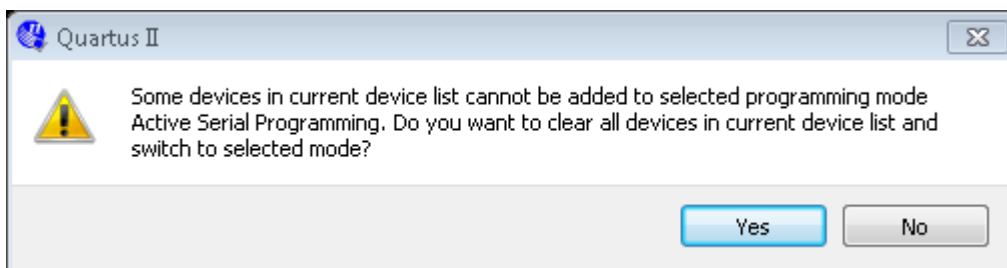 Quartus II
Some devices in current device list cannot be added to selected programming mode
Active Serial Programming. Do you want to clear all devices in current device list and
switch to selected mode?
Yes
No